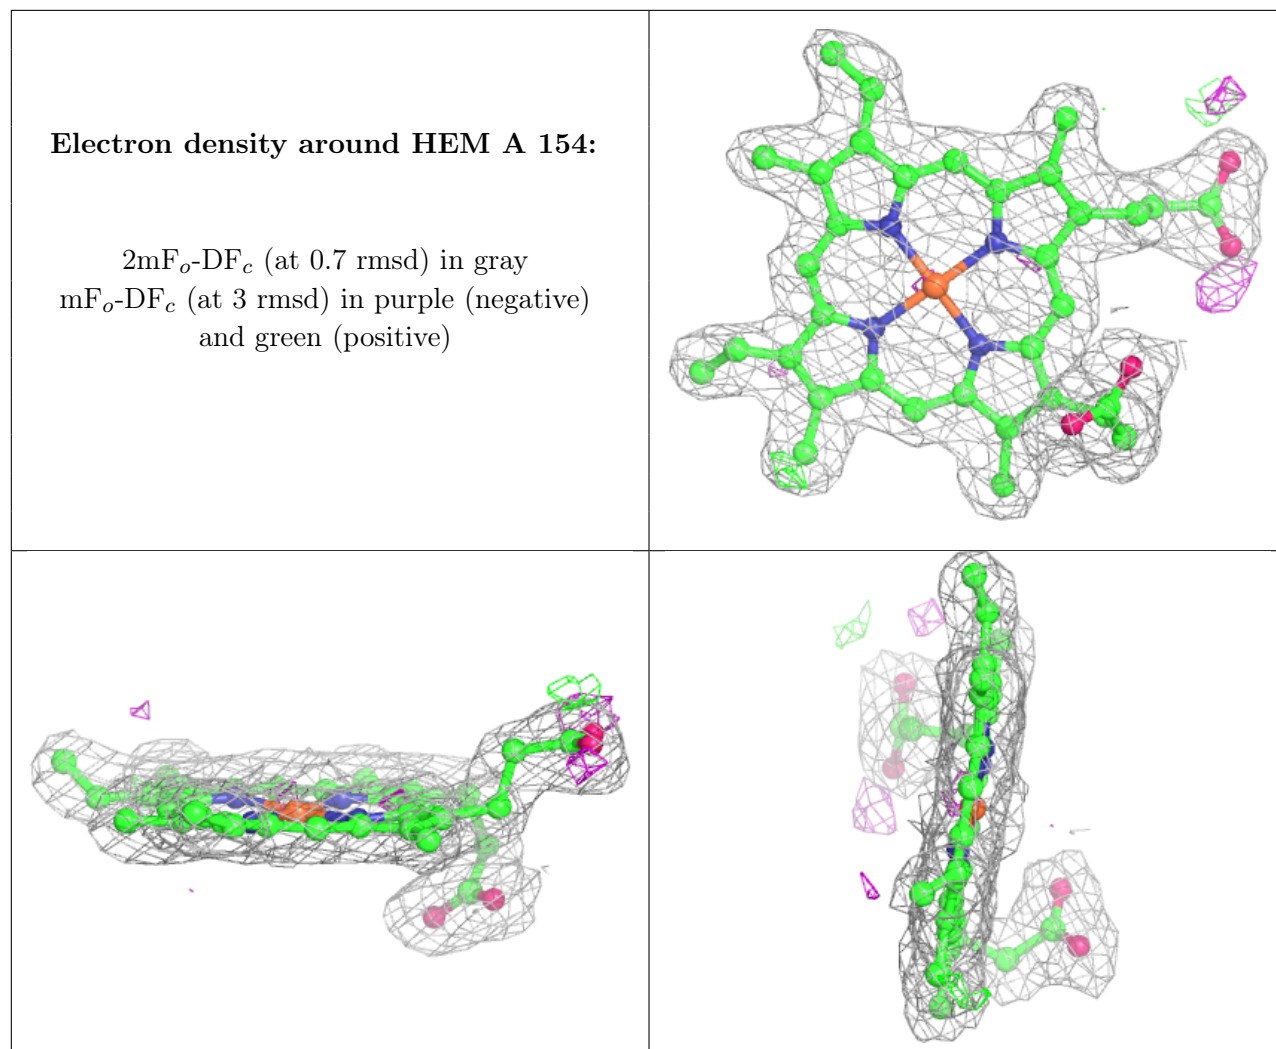 Electron density around HEM A 154:
2mFₒ-DF𝒸 (at 0.7 rmsd) in gray
mFₒ-DF𝒸 (at 3 rmsd) in purple (negative)
and green (positive)